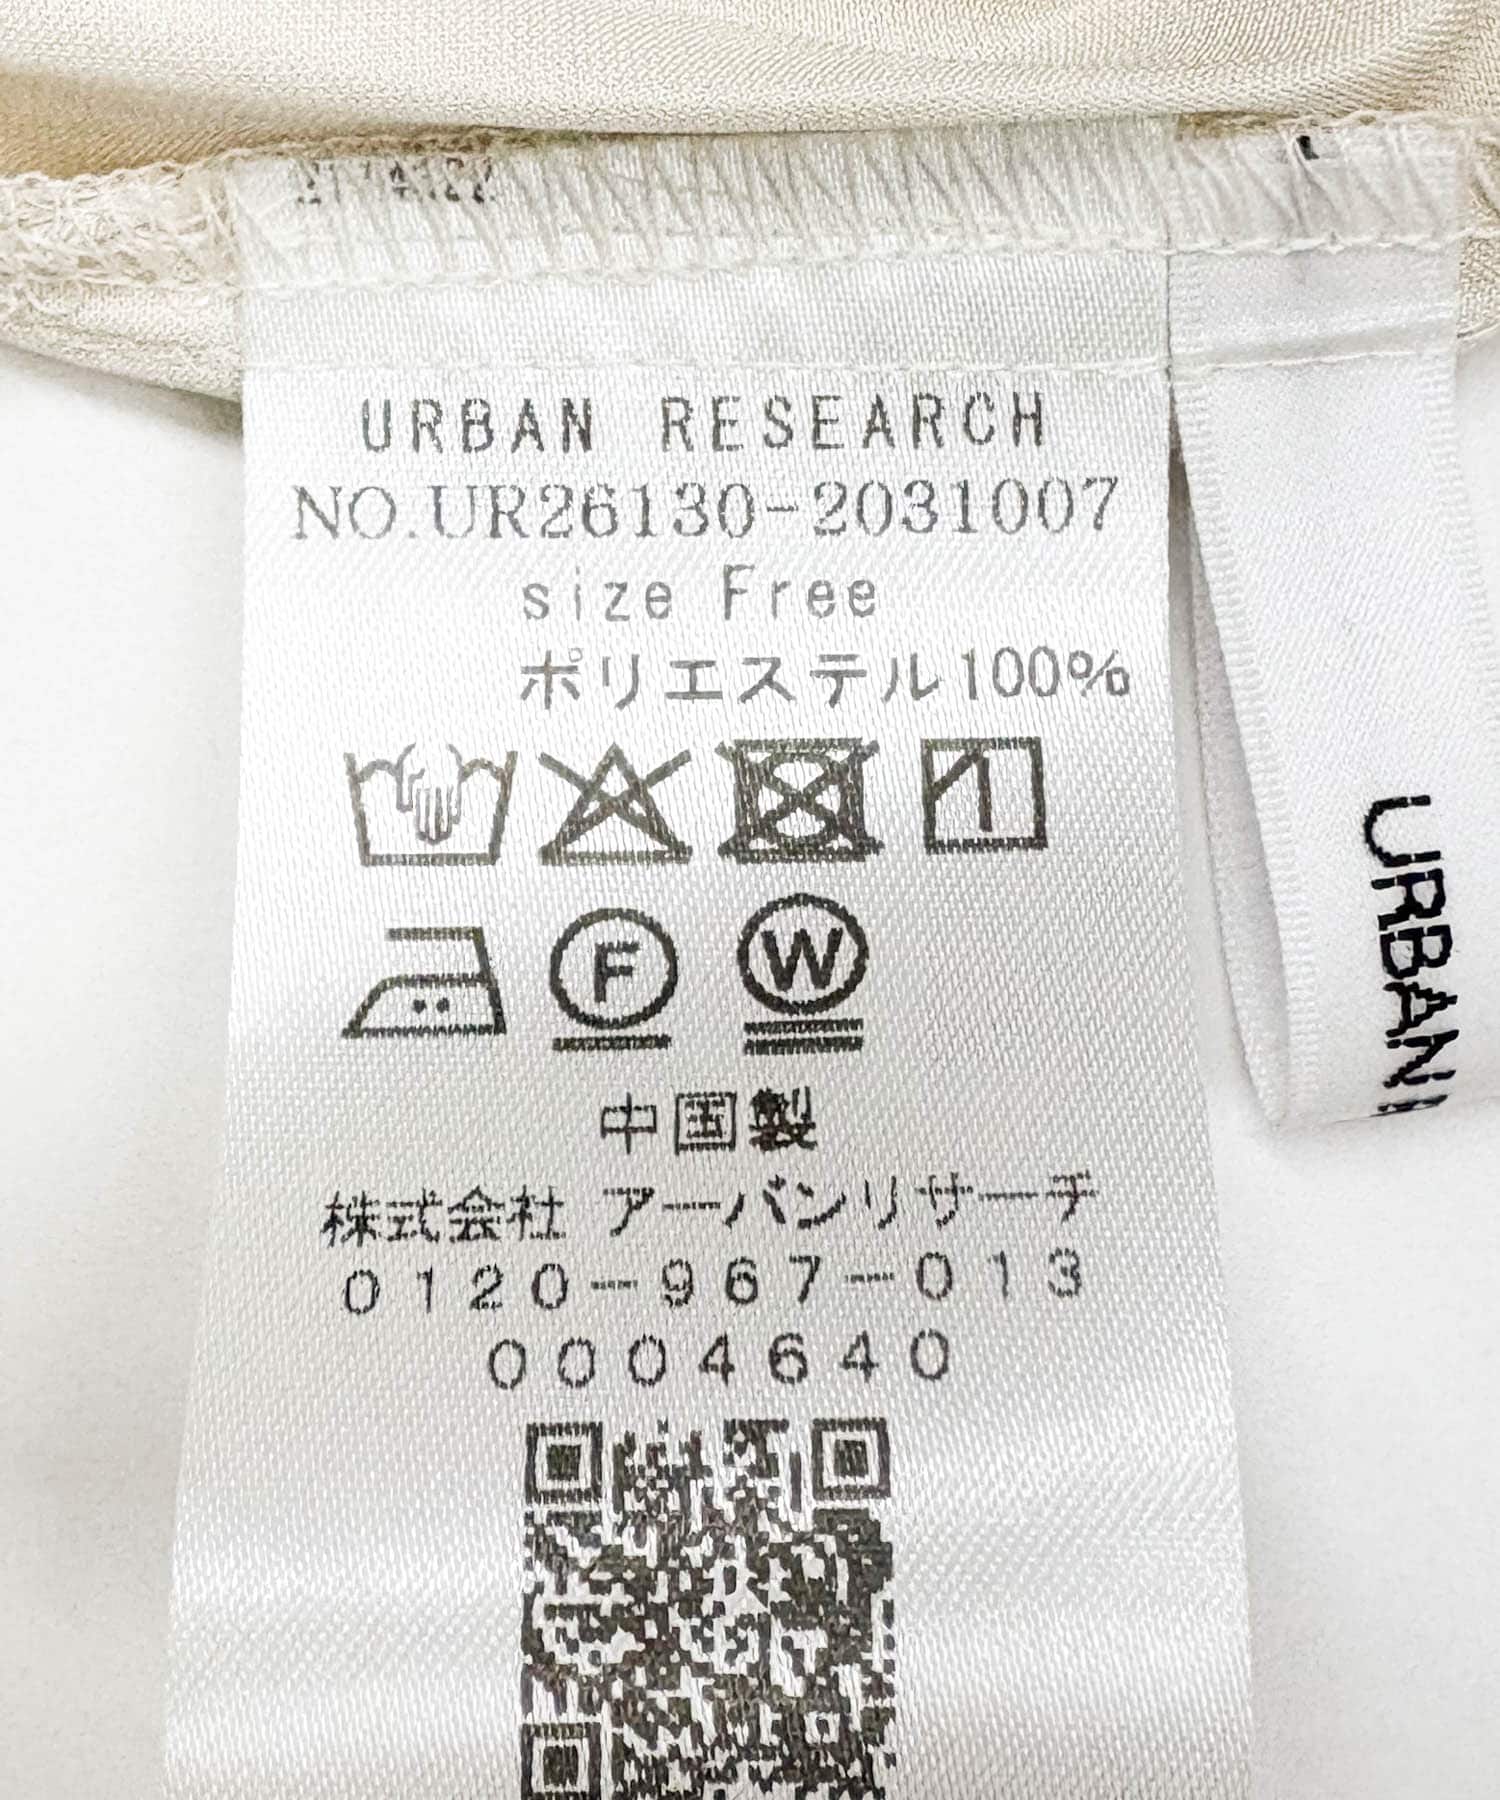 URBAN RESEARCH
NO.UR26130-2031007
size Free
ポリエステル100%
F
W
中国製
株式会社 アーバンリサーチ
0120-967-013
0004640
URBAN